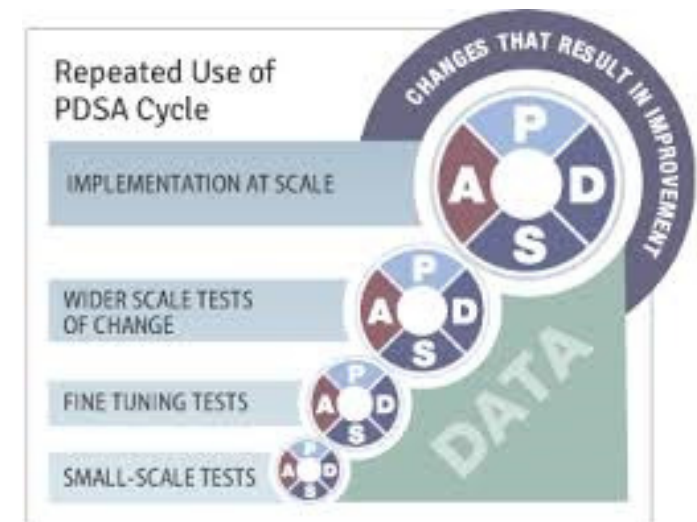 Repeated Use of
PDSA Cycle
CHANGES THAT RESULT IN IMPROVEMENT
IMPLEMENTATION AT SCALE
P
A D
S
WIDER SCALE TESTS
OF CHANGE
P
A D
S
FINE TUNING TESTS
P
A D
S
SMALL-SCALE TESTS
P
A D
S
DATA